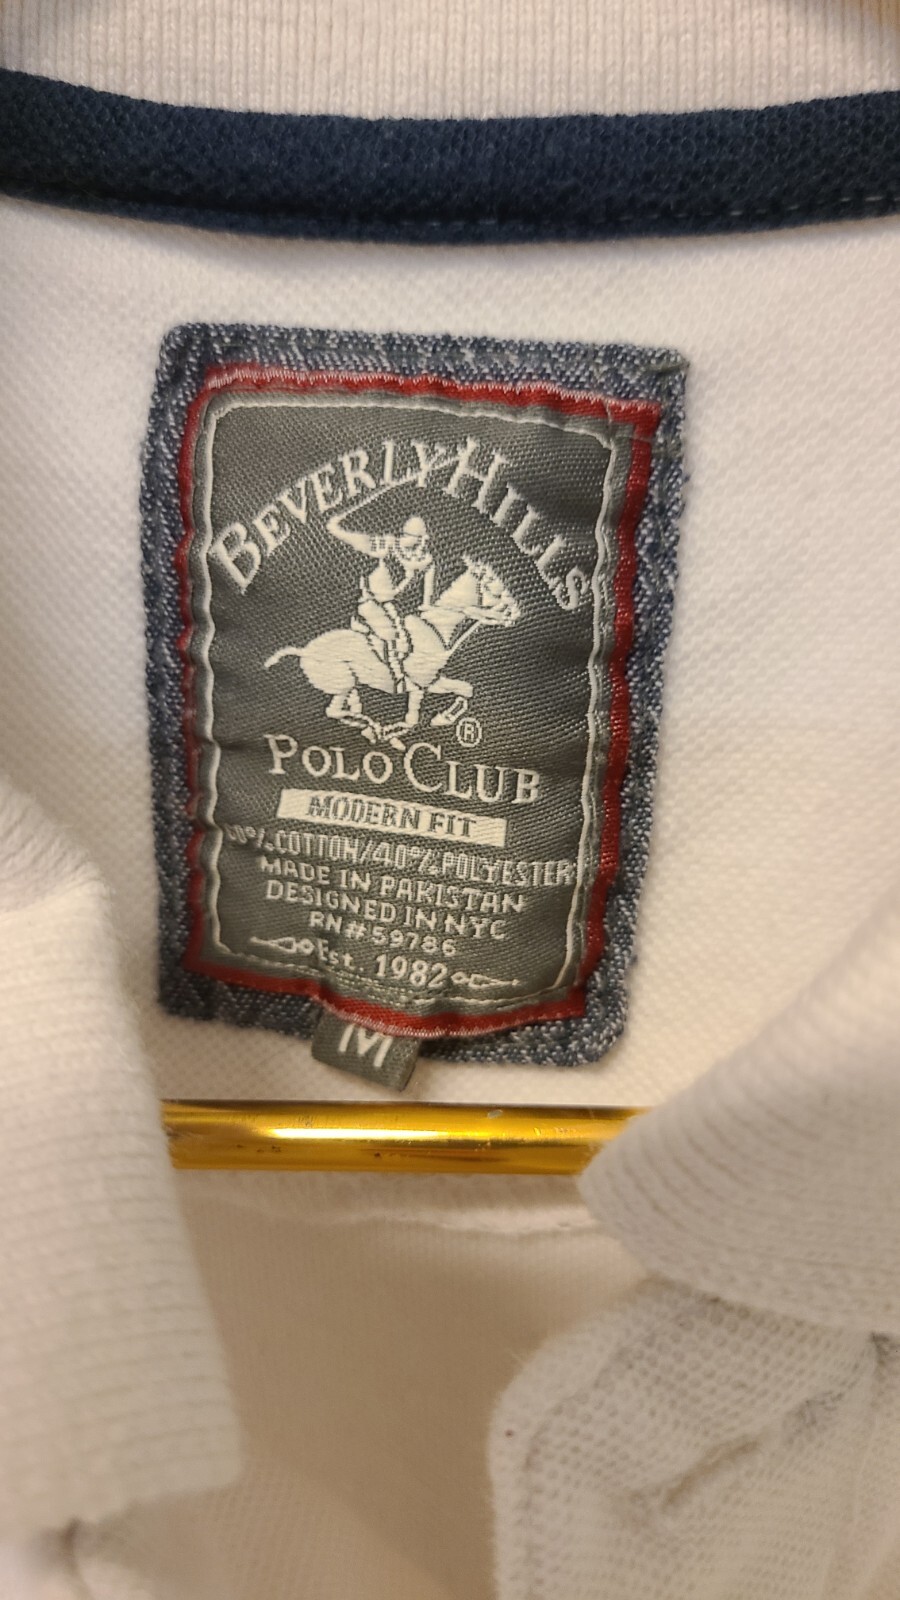 BEVERLY HILLS
®
POLO CLUB
MODERN FIT
60%COTTON/40%POLYESTER
MADE IN PAKISTAN
DESIGNED IN NYC
RN#59786
Est. 1982
M